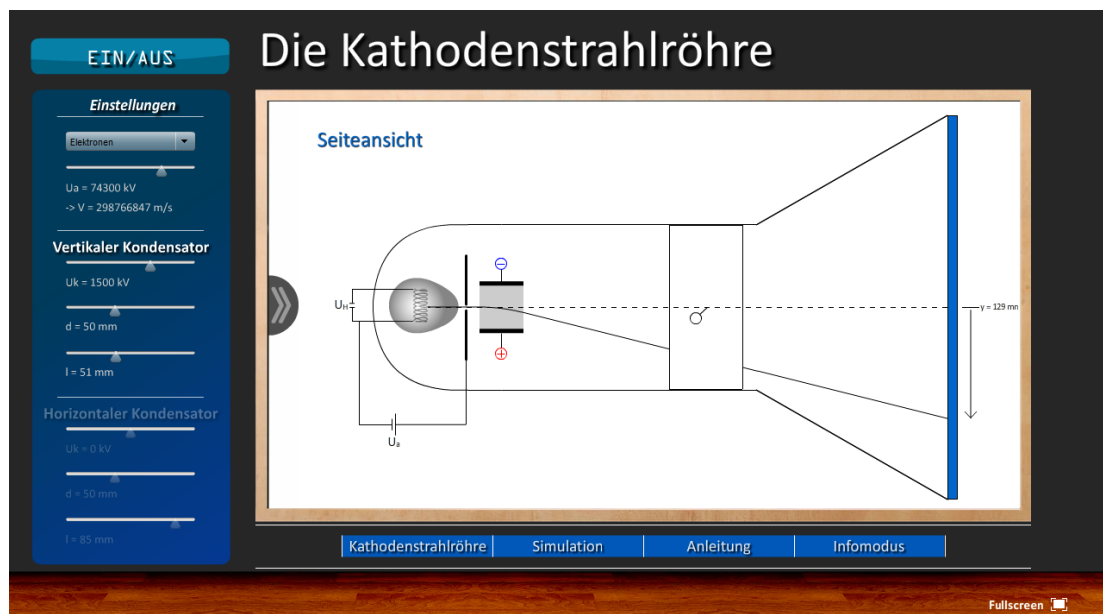 EIN/AUS
Die Kathodenstrahlröhre
Einstellungen
Elektronen
Ua = 74300 kV
-> V = 298766847 m/s
Vertikaler Kondensator
Uk = 1500 kV
d = 50 mm
l = 51 mm
Horizontaler Kondensator
Uk = 0 kV
d = 50 mm
l = 85 mm
Seiteansicht
UH
Ua
y = 129 mm
Kathodenstrahlröhre
Simulation
Anleitung
Infomodus
Fullscreen